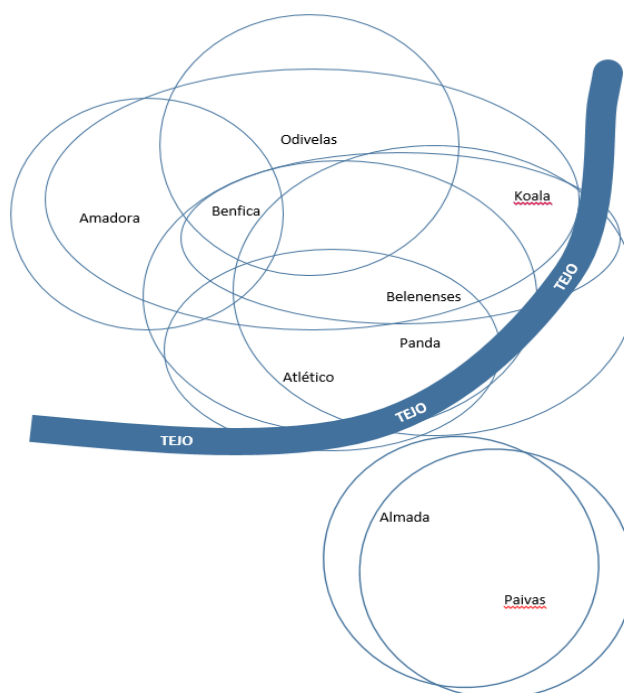 Odivelas
Koala
Amadora
Benfica
TEJO
Belenenses
Panda
Atlético
TEJO
TEJO
Almada
Paivas